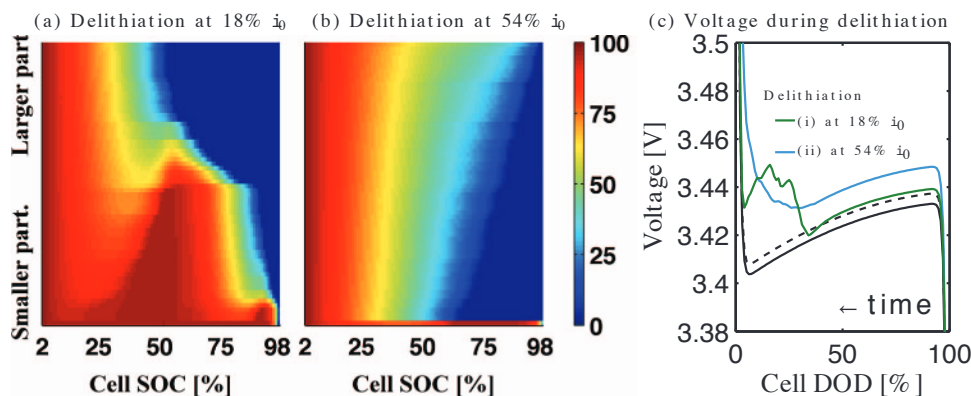 (a) Delithiation at 18% i0
(b) Delithiation at 54% i0
(c) Voltage during delithiation
Larger part
Smaller part.
2 25 50 75 98
Cell SOC [%]
2 25 50 75 98
Cell SOC [%]
100
75
50
25
0
3.5
3.48
3.46
3.44
3.42
3.4
3.38
Voltage [V]
Delithiation
(i) at 18% i0
(ii) at 54% i0
← time
0 50 100
Cell DOD [%]